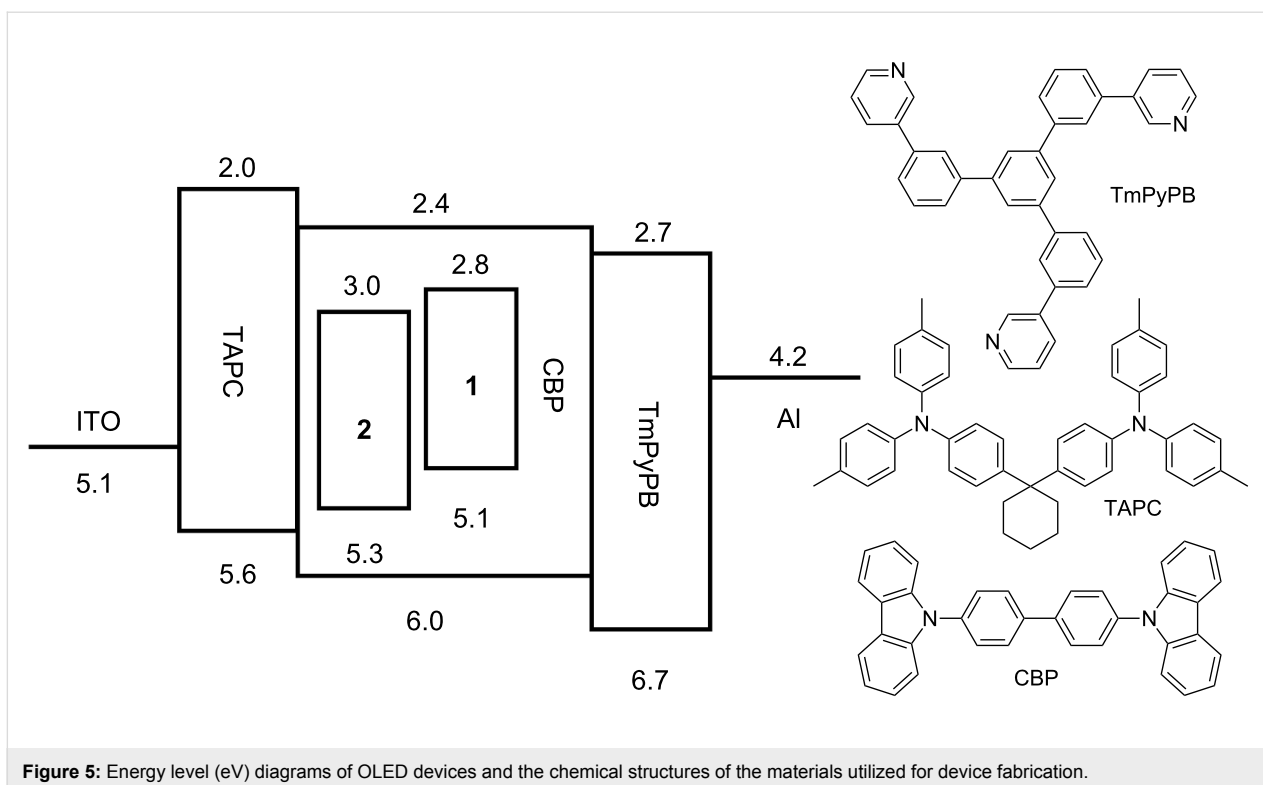 2.0
2.4
2.7
3.0
2.8
TAPC
2
1
CBP
TmPyPB
ITO
5.1
4.2
Al
5.6
5.3
5.1
6.0
6.7
N
N
N
TmPyPB
N
N
TAPC
N
N
CBP
Figure 5: Energy level (eV) diagrams of OLED devices and the chemical structures of the materials utilized for device fabrication.